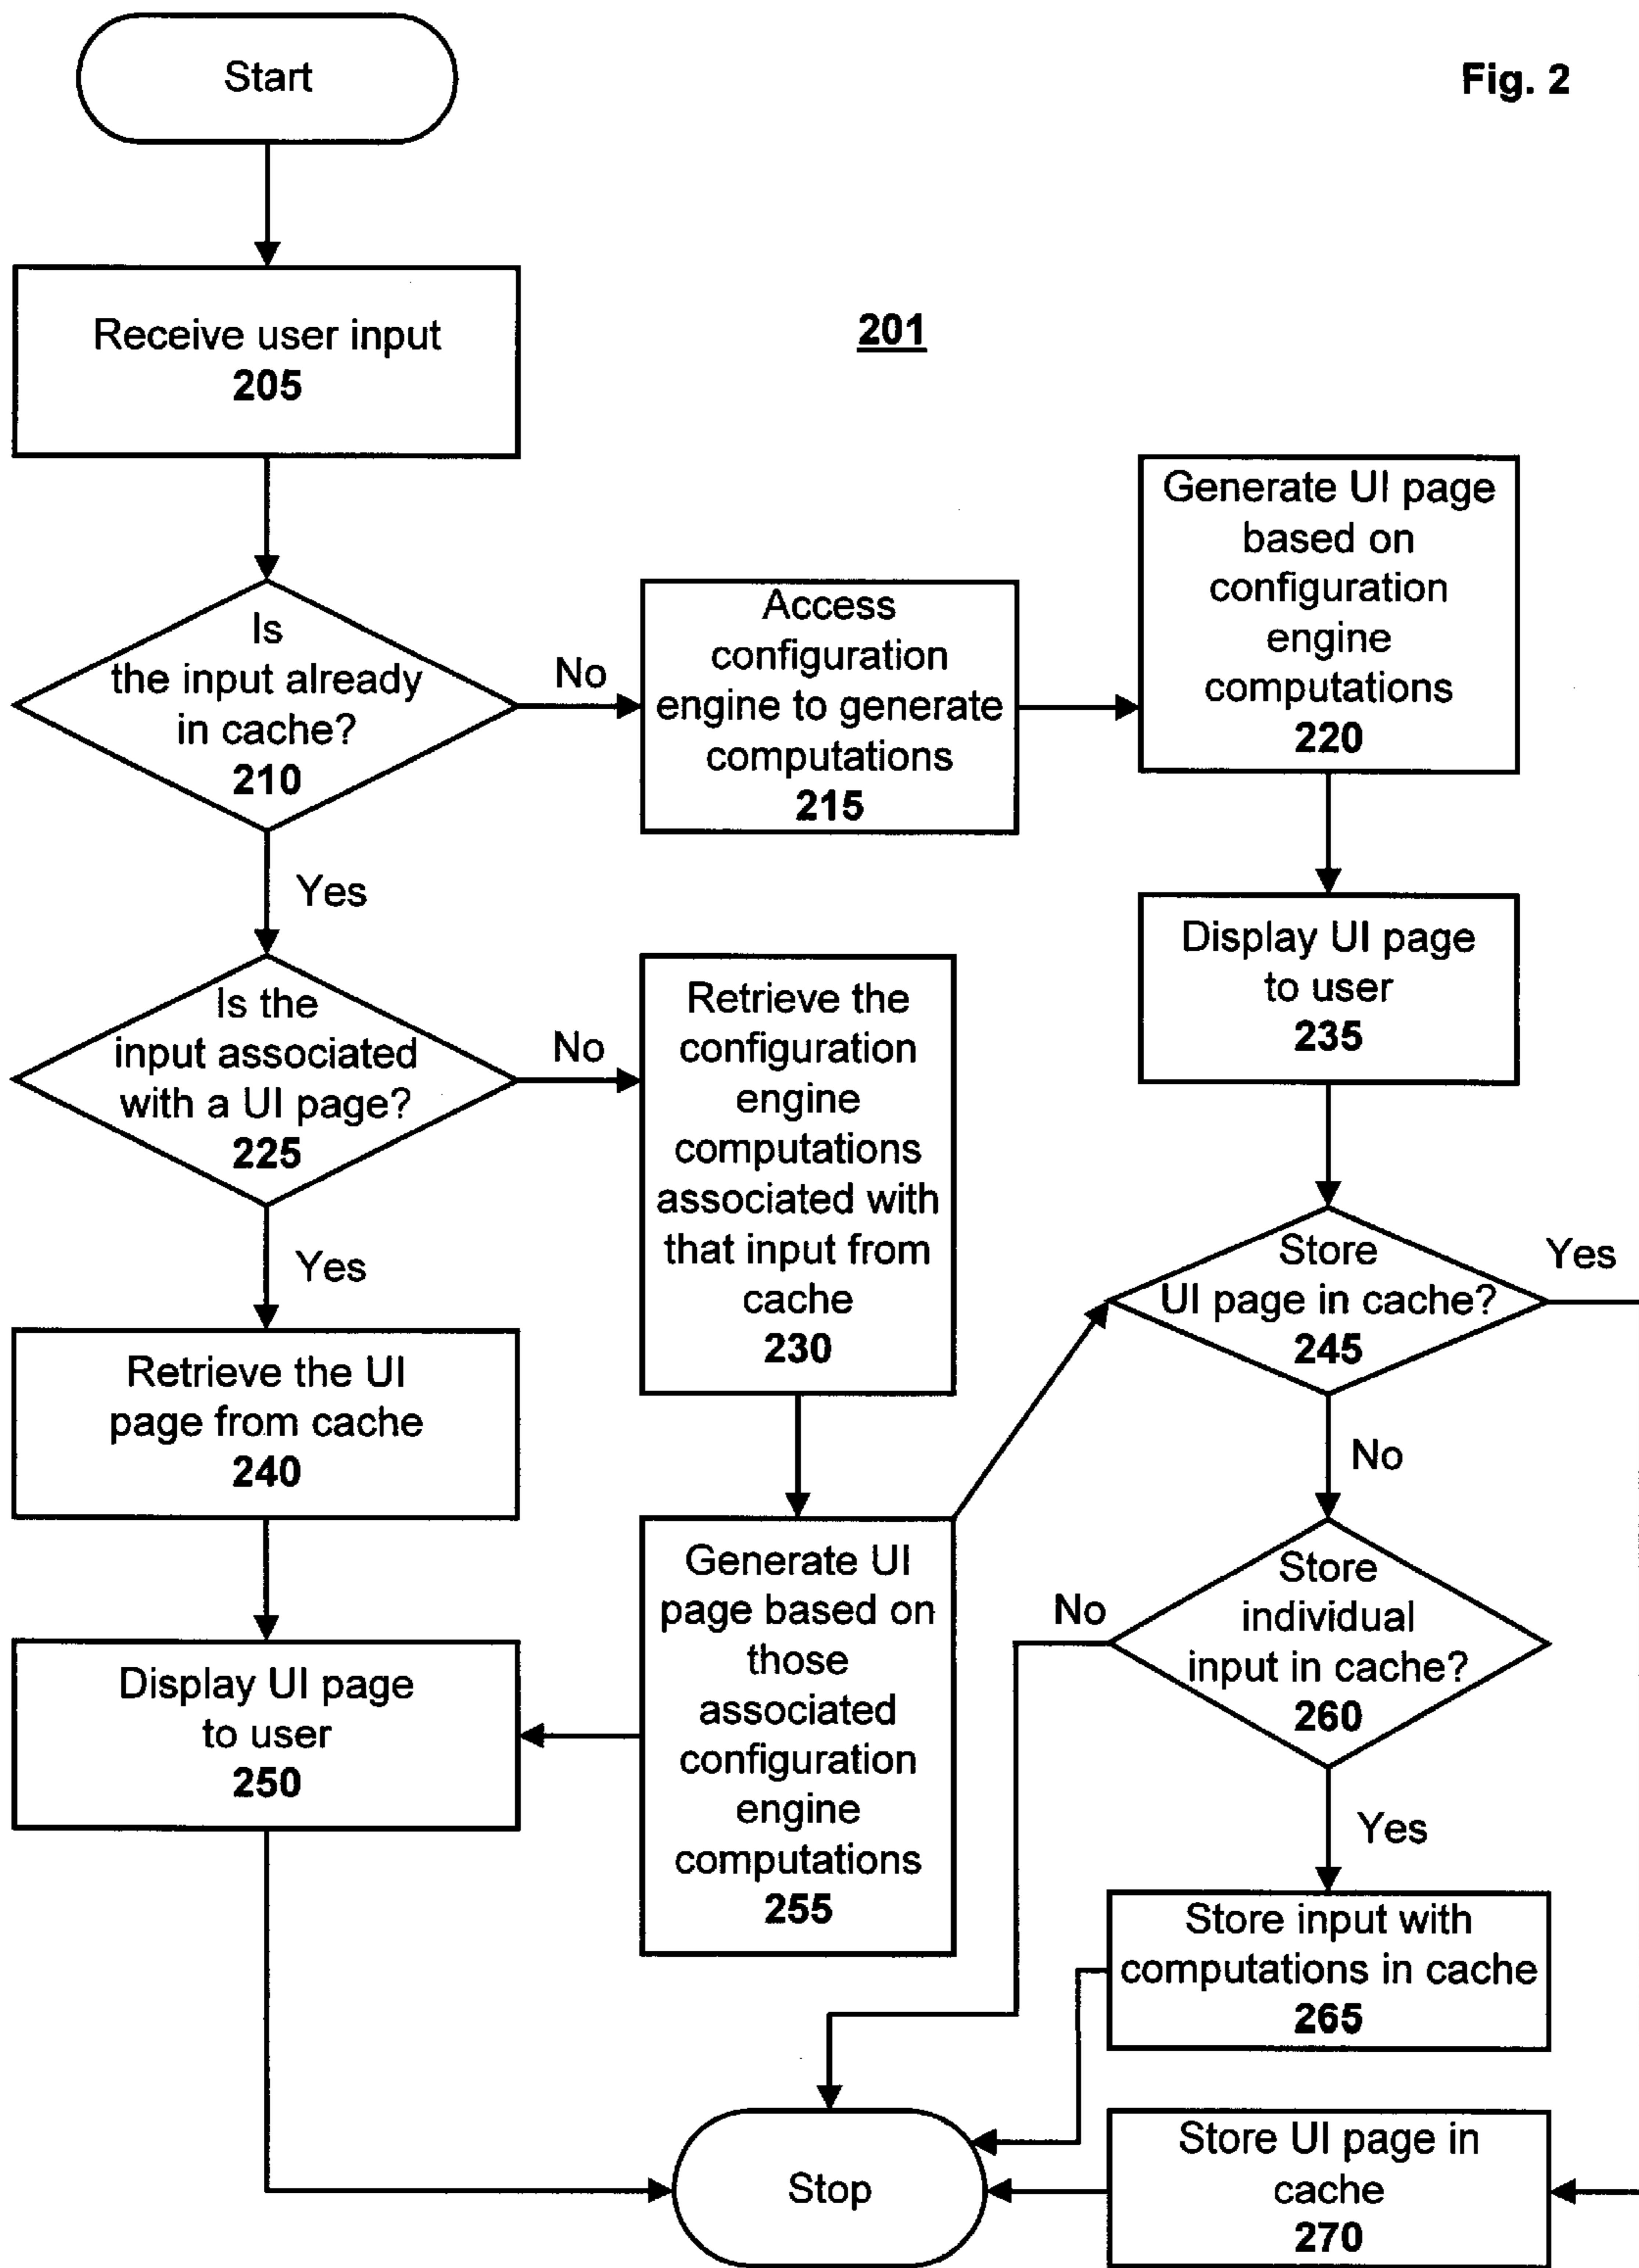 Start
Fig. 2
Receive user input
205
201
Is
the input already
in cache?
210
No
Access
configuration
engine to generate
computations
215
Generate UI page
based on
configuration
engine
computations
220
Yes
Is the
input associated
with a UI page?
225
No
Retrieve the
configuration
engine
computations
associated with
that input from
cache
230
Display UI page
to user
235
Yes
Retrieve the UI
page from cache
240
Store
UI page in cache?
245
Yes
No
Display UI page
to user
250
Generate UI
page based on
those
associated
configuration
engine
computations
255
Store
individual
input in cache?
260
No
Yes
Store input with
computations in cache
265
Stop
Store UI page in
cache
270